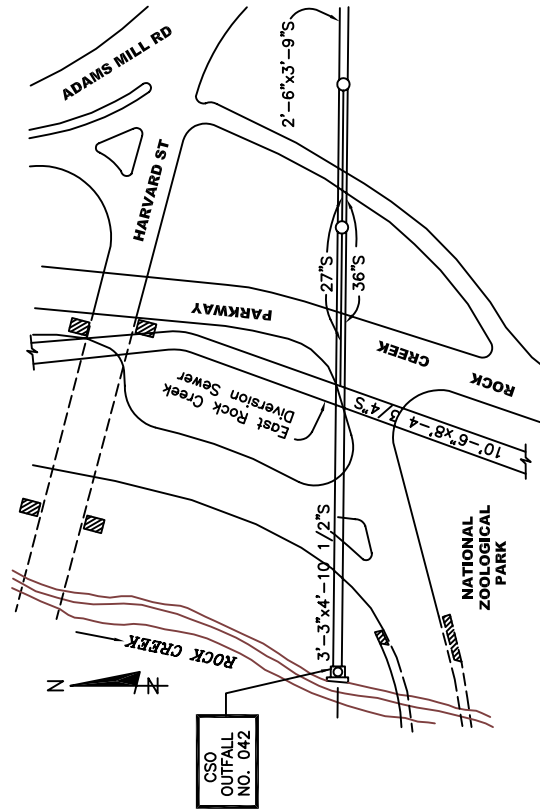 ADAMS MILL RD
HARVARD ST
2'-6"x3'-9"S
27"S
36"S
PARKWAY
CREEK
ROCK
East Rock Creek
Diversion Sewer
10'-6"x8'-4 3/4"S
3'-3"x4'-10 1/2"S
NATIONAL
ZOOLOGICAL
PARK
ROCK CREEK
N
N
CSO
OUTFALL
NO. 042